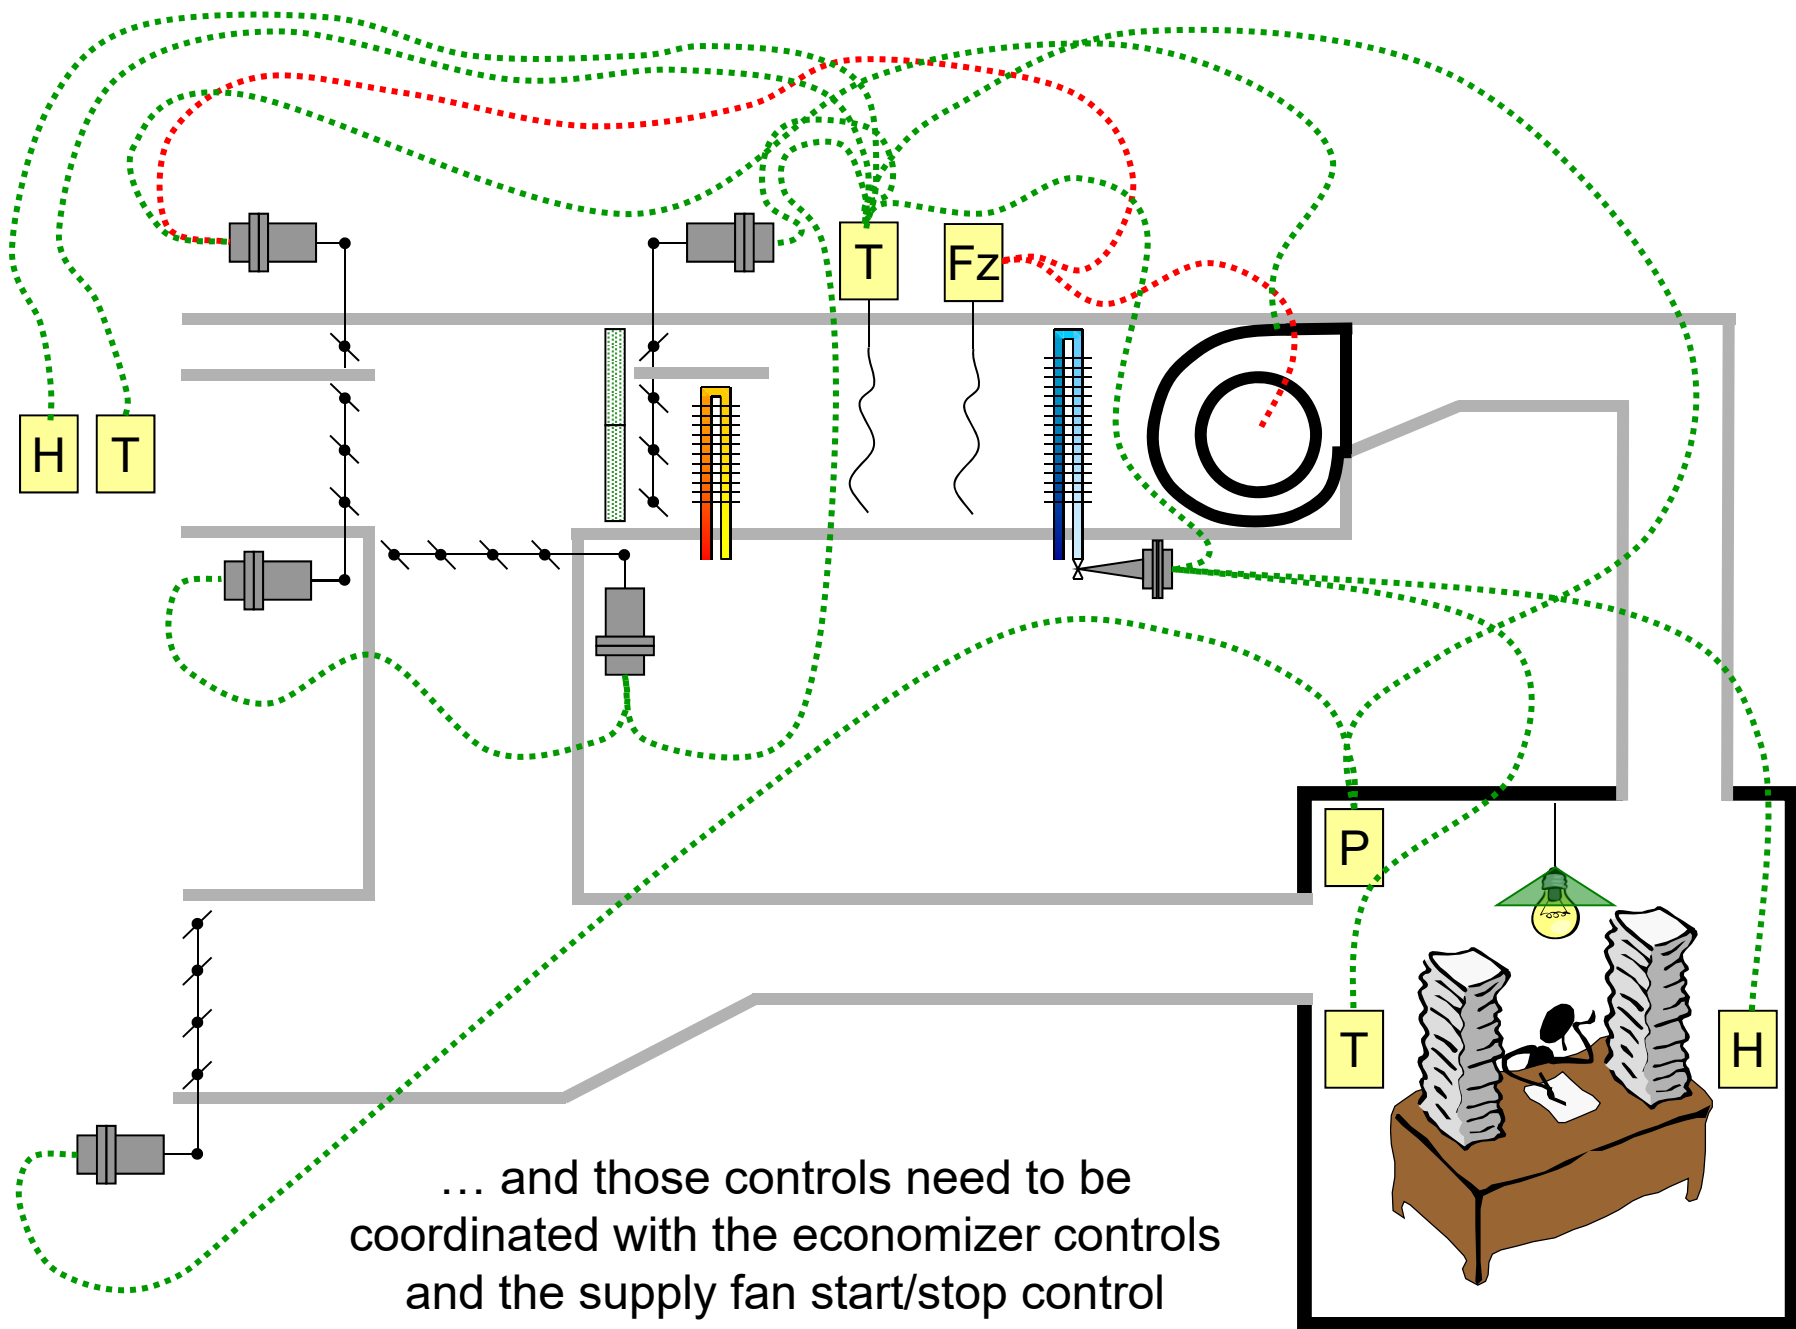 T
Fz
H
T
P
T
H
… and those controls need to be
coordinated with the economizer controls
and the supply fan start/stop control